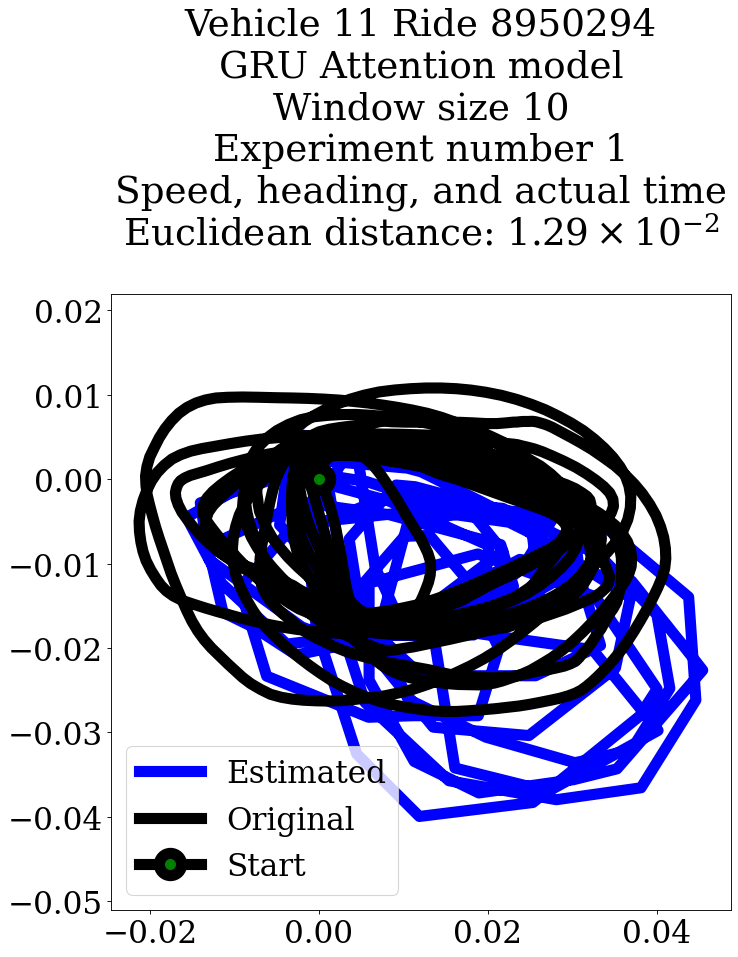 Vehicle 11 Ride 8950294
GRU Attention model
Window size 10
Experiment number 1
Speed, heading, and actual time
Euclidean distance: 1.29 × 10⁻²
0.02
0.01
0.00
−0.01
−0.02
−0.03
−0.04
−0.05
Estimated
Original
Start
−0.02
0.00
0.02
0.04